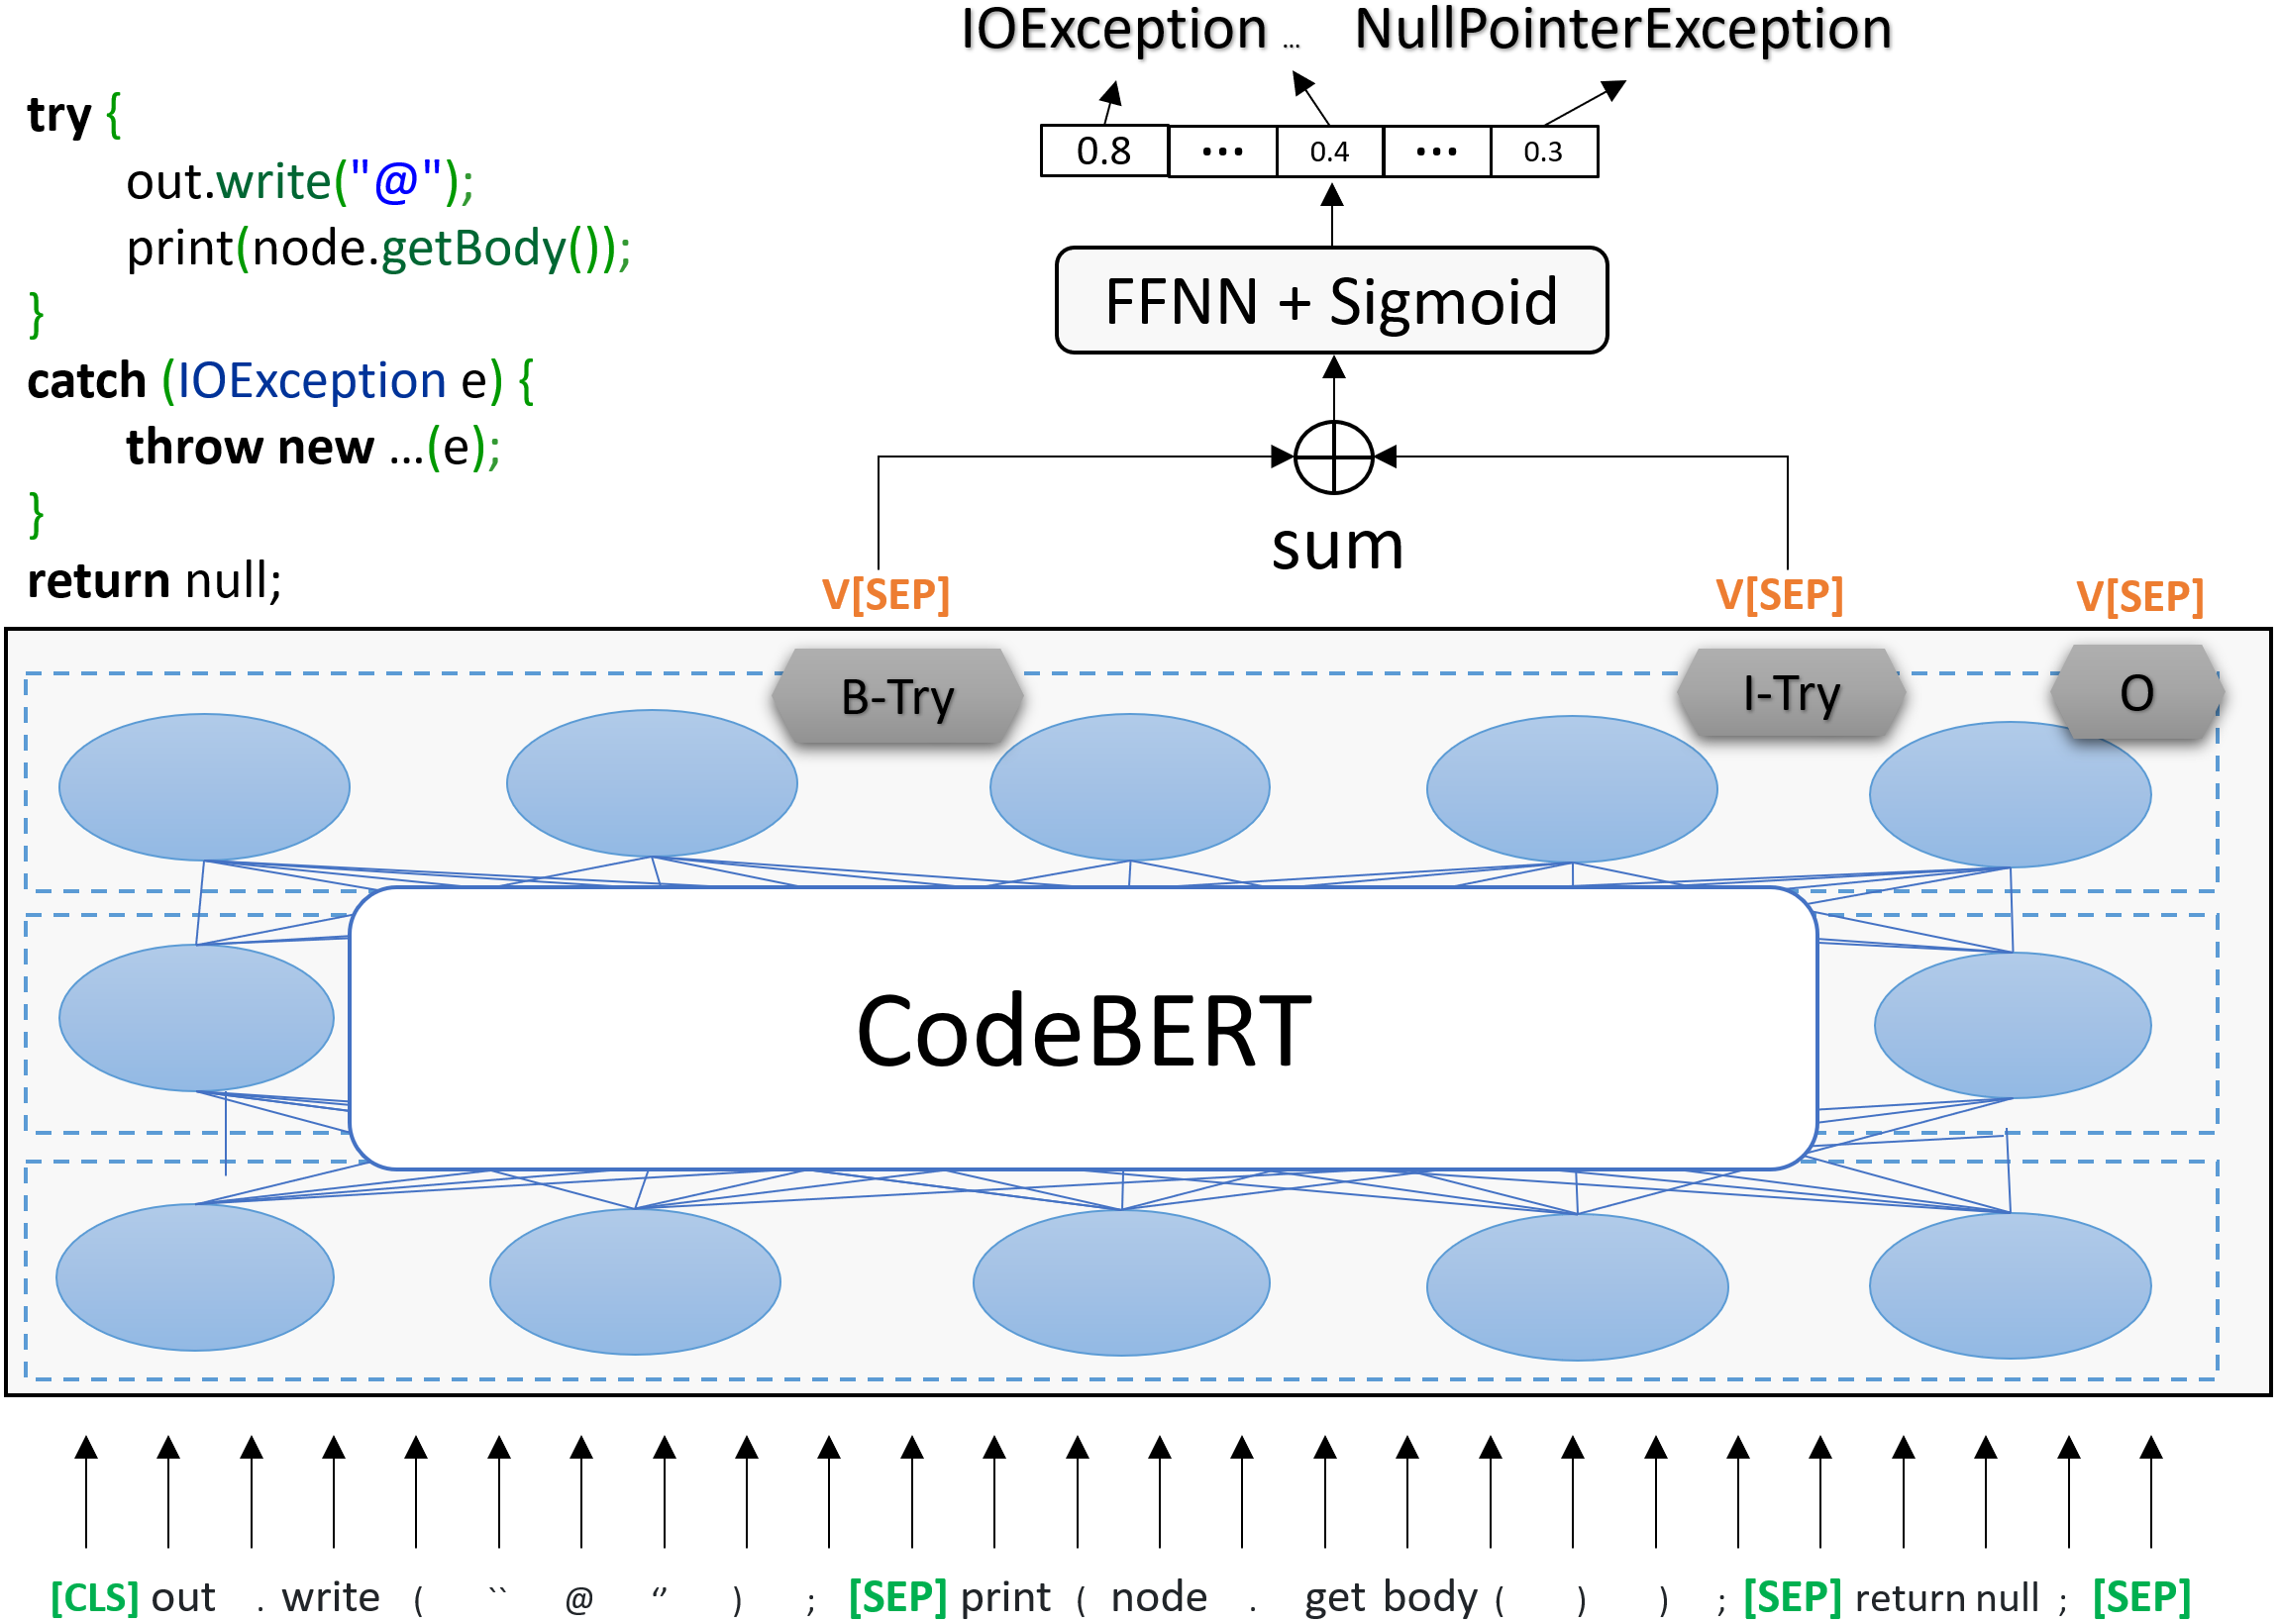 IOException ... NullPointerException
try {
out.write("@");
print(node.getBody());
}
catch (IOException e) {
throw new ...(e);
}
return null;
0.8 ... 0.4 ... 0.3
FFNN + Sigmoid
sum
V[SEP] V[SEP] V[SEP]
B-Try I-Try O
CodeBERT
[CLS] out . write ( `` @ “” ) ; [SEP] print ( node . get body ( ) ) ; [SEP] return null ; [SEP]